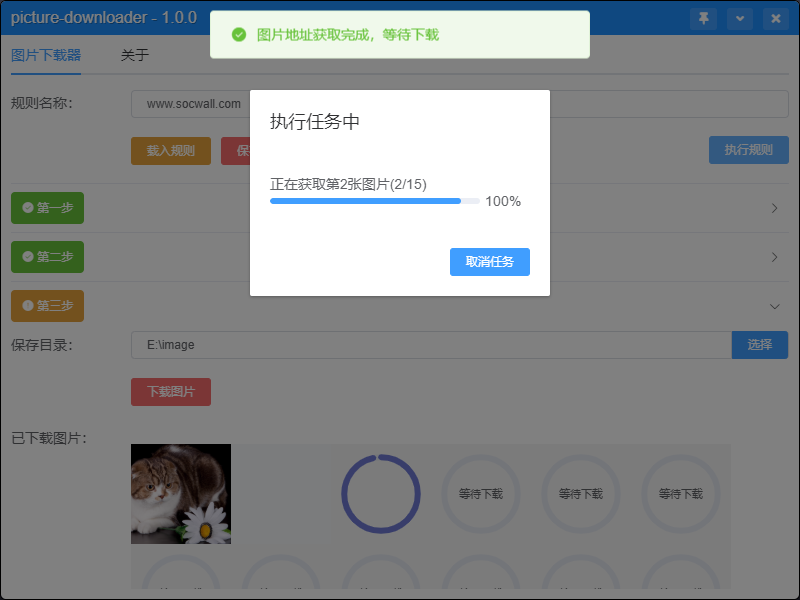 picture-downloader - 1.0.0
图片地址获取完成，等待下载
图片下载器
关于
规则名称：
www.socwall.com
载入规则
保
执行规则
执行任务中
正在获取第2张图片(2/15)
100%
取消任务
第一步
第二步
第三步
保存目录：
E:\image
选择
下载图片
已下载图片：
等待下载
等待下载
等待下载